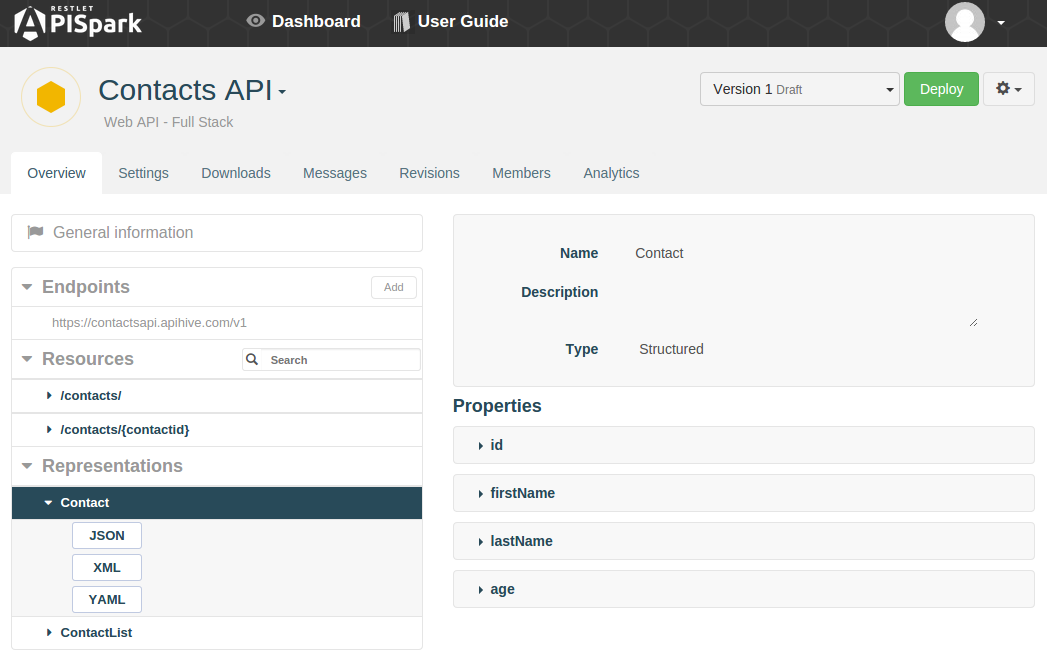 RESTLET
APISpark
Dashboard
User Guide
Contacts API
Web API - Full Stack
Version 1 Draft
Deploy
Overview
Settings
Downloads
Messages
Revisions
Members
Analytics
General information
Endpoints
Add
https://contactsapi.apihive.com/v1
Resources
Search
/contacts/
/contacts/{contactid}
Representations
Contact
JSON
XML
YAML
ContactList
Name
Contact
Description
Type
Structured
Properties
id
firstName
lastName
age